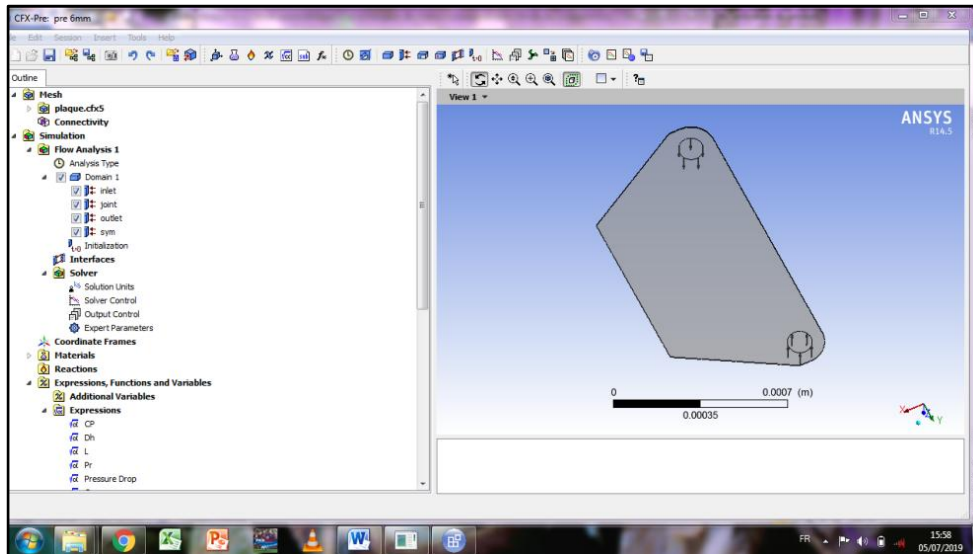 CFX-Pre: pre 6mm
Edit Session Insert Tools Help
Outline
View 1
Mesh
plaque.cfx5
Connectivity
Simulation
Flow Analysis 1
Analysis Type
Domain 1
inlet
joint
outlet
sym
Initialization
Interfaces
Solver
Solution Units
Solver Control
Output Control
Expert Parameters
Coordinate Frames
Materials
Reactions
Expressions, Functions and Variables
Additional Variables
Expressions
CP
Dh
L
Pr
Pressure Drop
ANSYS
R14.5
0 0.0007 (m)
0.00035
X
Y
FR
15:58
05/07/2019